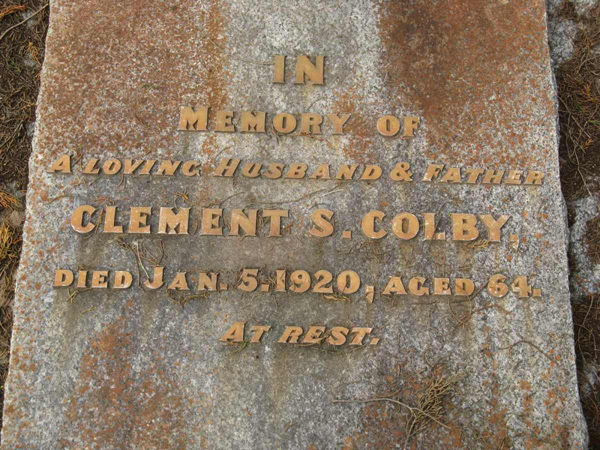 IN
MEMORY OF
A LOVING HUSBAND & FATHER
CLEMENT S. COLBY,
DIED JAN. 5. 1920, AGED 64.
AT REST.